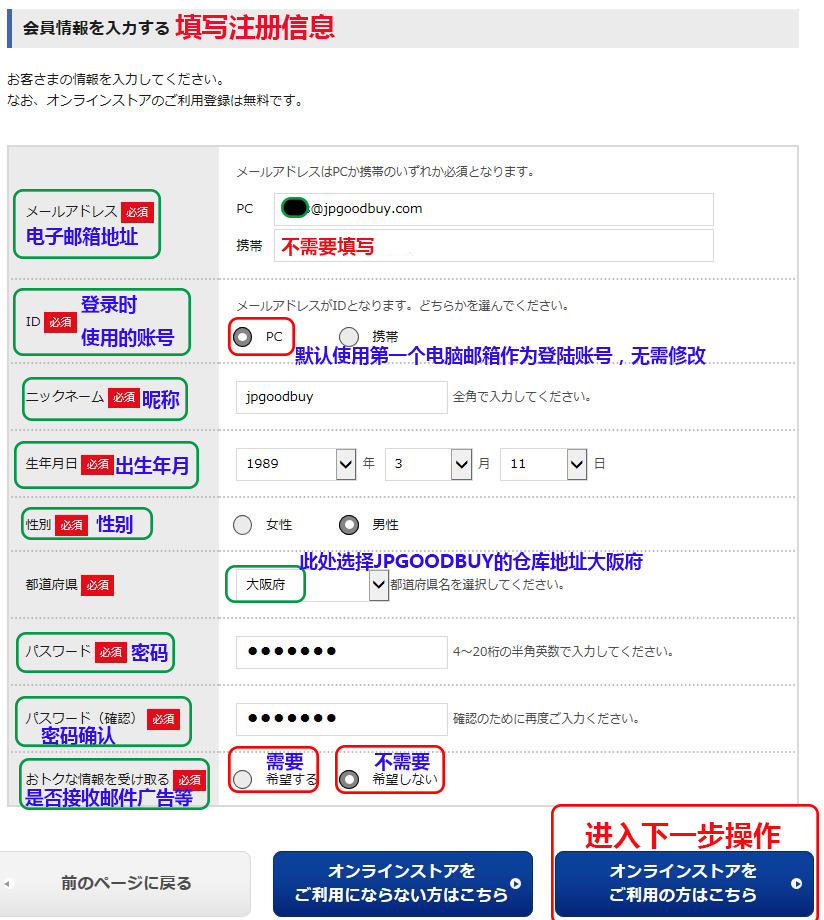 会員情報を入力する 填写注册信息
お客さまの情報を入力してください。
なお、オンラインストアのご利用登録は無料です。
メールアドレスはPCか携帯のいずれか必須となります。
メールアドレス 必須
电子邮箱地址
PC @jpgoodbuy.com
携帯 不需要填写
ID 必須
登录时
使用的账号
メールアドレスがIDとなります。どちらかを選んでください。
PC 携帯
默认使用第一个电脑邮箱作为登陆账号，无需修改
ニックネーム 必須 昵称 jpgoodbuy 全角で入力してください。
生年月日 必須 出生年月 1989 年 3 月 11 日
性別 必須 性别 女性 男性
此处选择JPGOODBUY的仓库地址大阪府
都道府県 必須 大阪府 都道府県名を選択してください。
パスワード 必須 密码 ●●●●●●● 4～20桁の半角英数で入力してください。
パスワード（確認） 必須 ●●●●●●● 確認のために再度ご入力ください。
密码确认
需要 不需要
おトクな情報を受け取る 必須 希望する 希望しない
是否接收邮件广告等
进入下一步操作
前のページに戻る
オンラインストアを
ご利用にならない方はこちら
オンラインストアを
ご利用の方はこちら